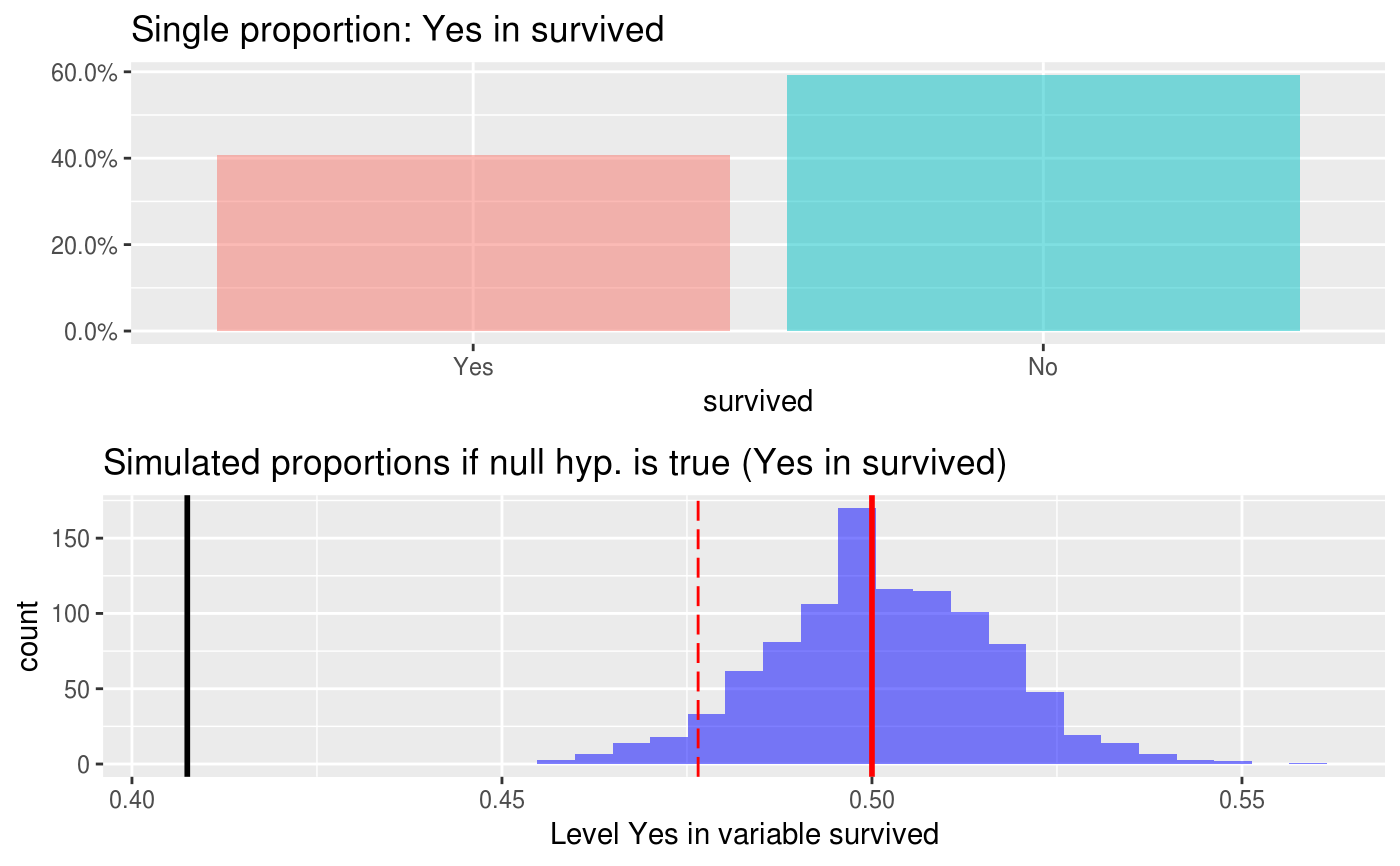 Single proportion: Yes in survived
60.0%
40.0%
20.0%
0.0%
Yes No
survived
Simulated proportions if null hyp. is true (Yes in survived)
150
100
50
0
count
0.40 0.45 0.50 0.55
Level Yes in variable survived